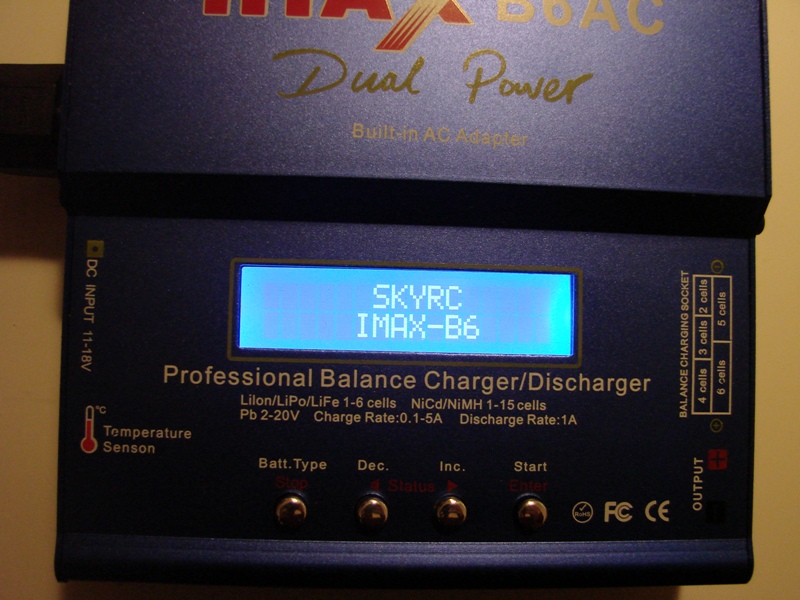 iMAX B6AC
Dual Power
Built-in AC Adapter
DC INPUT 11-18V
SKYRC
IMAX-B6
BALANCE CHARGING SOCKET
2 cells
3 cells
4 cells
5 cells
6 cells
Professional Balance Charger/Discharger
LiIon/LiPo/LiFe 1-6 cells NiCd/NiMH 1-15 cells
Pb 2-20V Charge Rate:0.1-5A Discharge Rate:1A
°C
Temperature
Senson
Batt.Type Dec. Inc. Start
Stop Status Enter
OUTPUT
RoHS FC CE